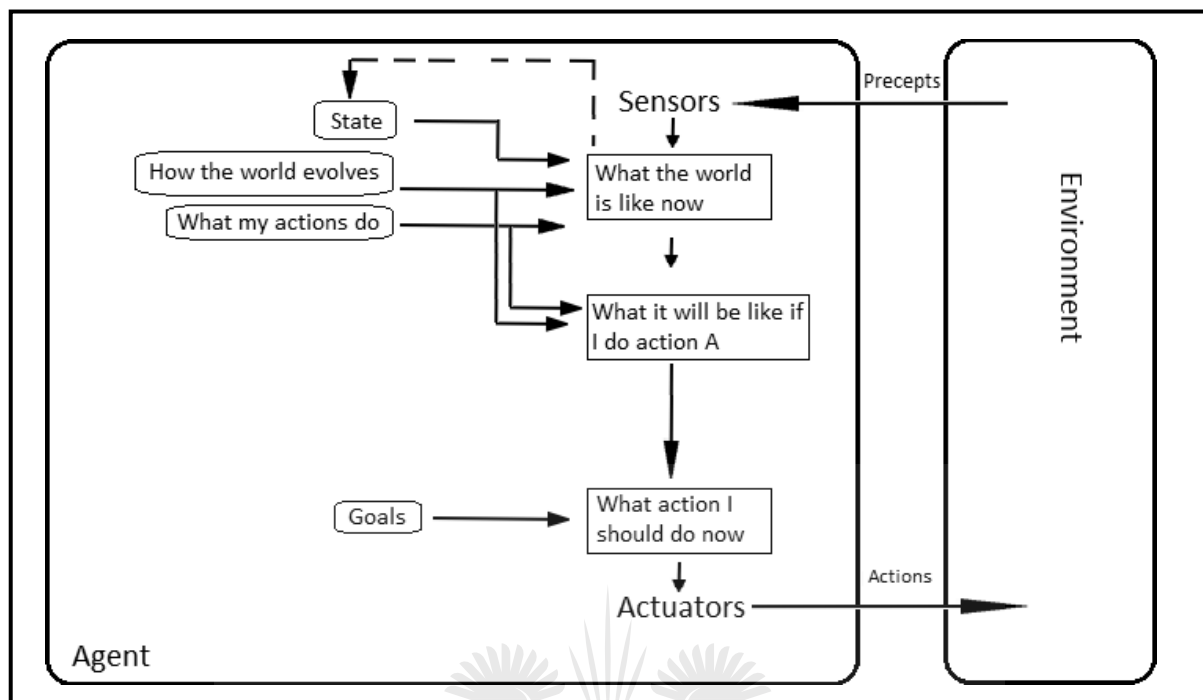 Precepts
Sensors
State
How the world evolves
What the world
is like now
What my actions do
Environment
What it will be like if
I do action A
What action I
should do now
Goals
Actions
Actuators
Agent